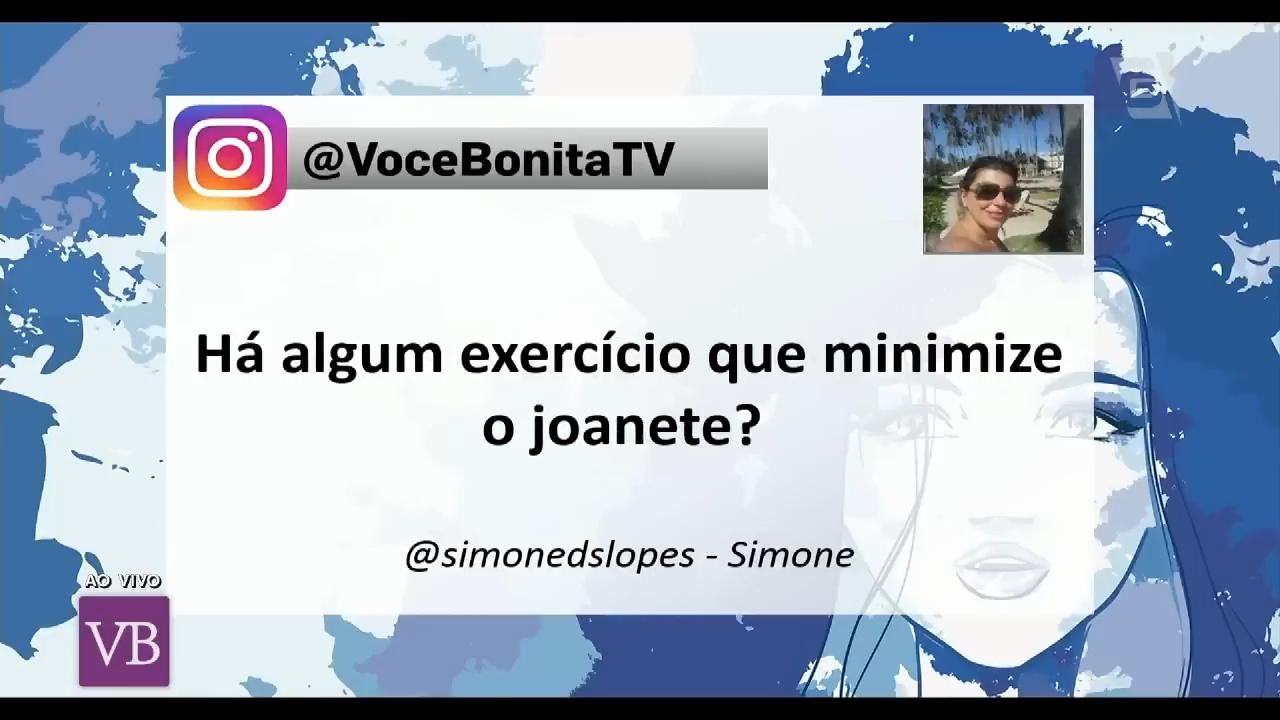 @VoceBonitaTV
Há algum exercício que minimize
o joanete?
@simonedslopes - Simone
AO VIVO
VB